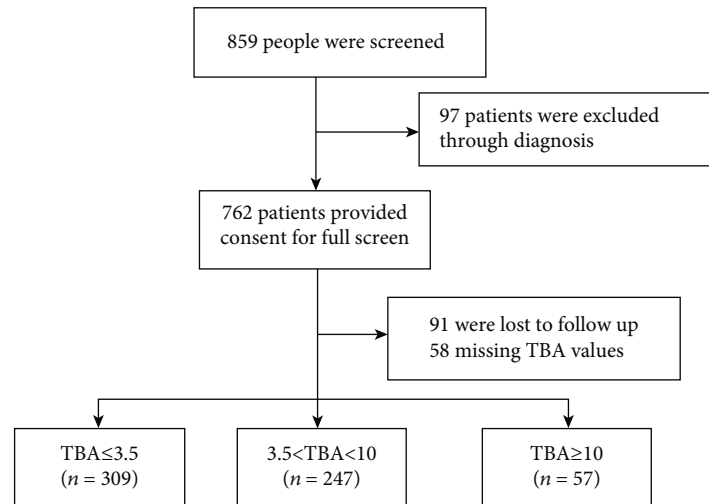 859 people were screened
97 patients were excluded
through diagnosis
762 patients provided
consent for full screen
91 were lost to follow up
58 missing TBA values
TBA≤3.5
(n = 309)
3.5<TBA<10
(n = 247)
TBA≥10
(n = 57)